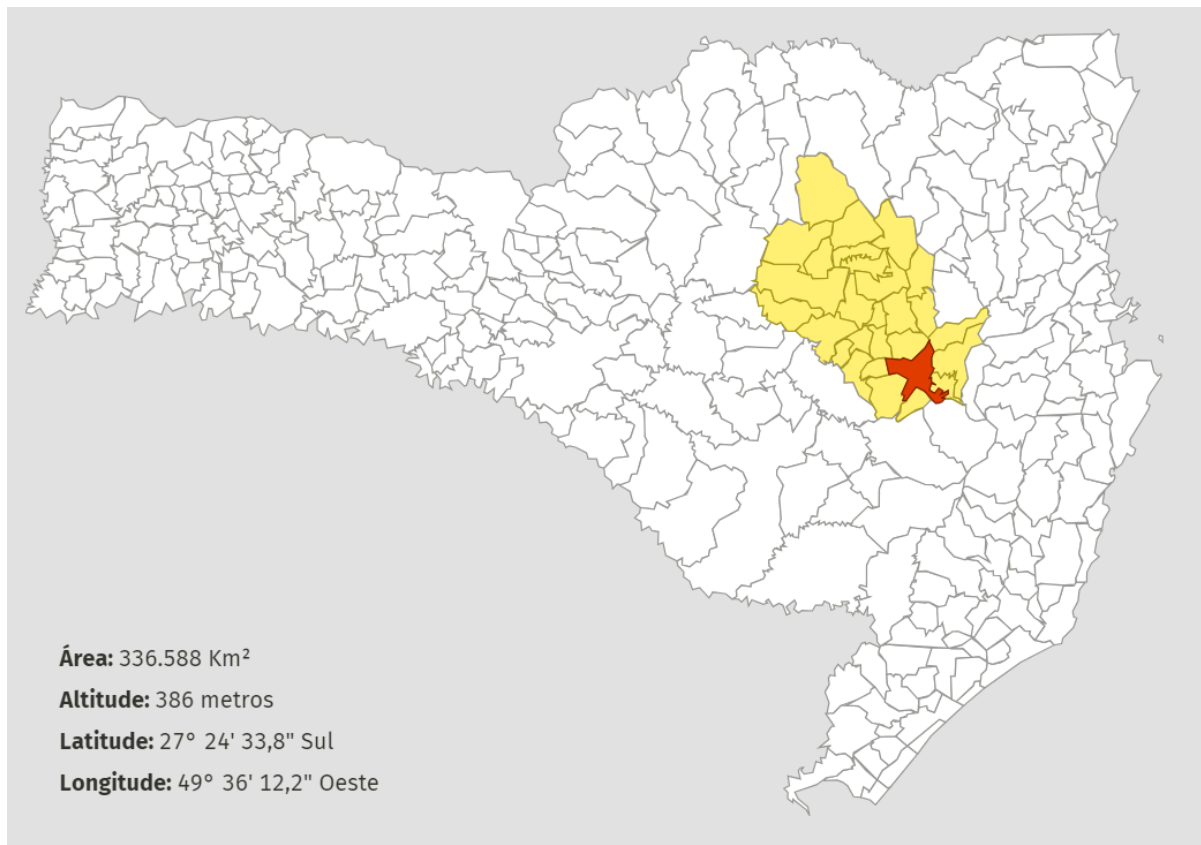 Área: 336.588 Km²
Altitude: 386 metros
Latitude: 27° 24' 33,8" Sul
Longitude: 49° 36' 12,2" Oeste